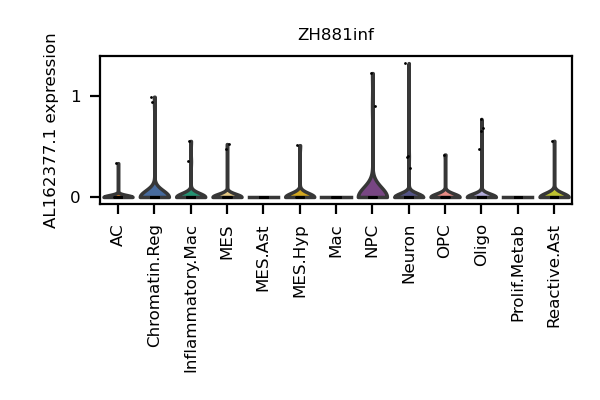 ZH881inf
AL162377.1 expression
1
0
AC
Chromatin.Reg
Inflammatory.Mac
MES
MES.Ast
MES.Hyp
Mac
NPC
Neuron
OPC
Oligo
Prolif.Metab
Reactive.Ast